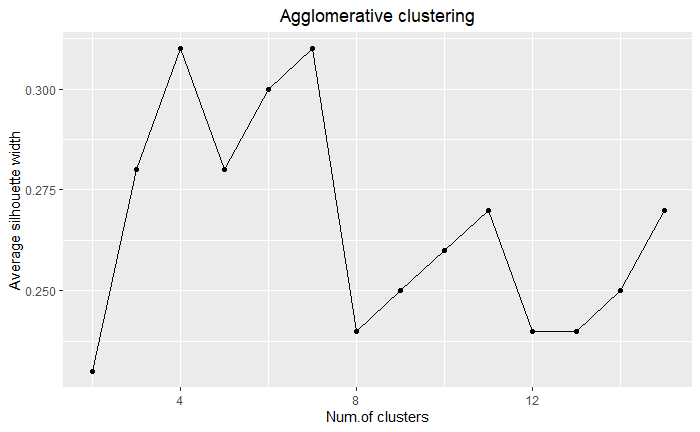 Agglomerative clustering
Average silhouette width
0.300
0.275
0.250
4 8 12
Num.of clusters